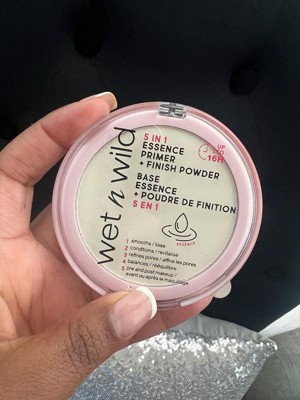 wet n wild
5 IN 1
ESSENCE
PRIMER
+ FINISH POWDER
UP
TO
16H
BASE
ESSENCE
+ POUDRE DE FINITION
5 EN 1
ESSENCE
1 smooths / lisse
2 conditions / revitalise
3 refines pores / affine les pores
4 balances / rééquilibre
5 pre and post makeup /
avant ou après le maquillage